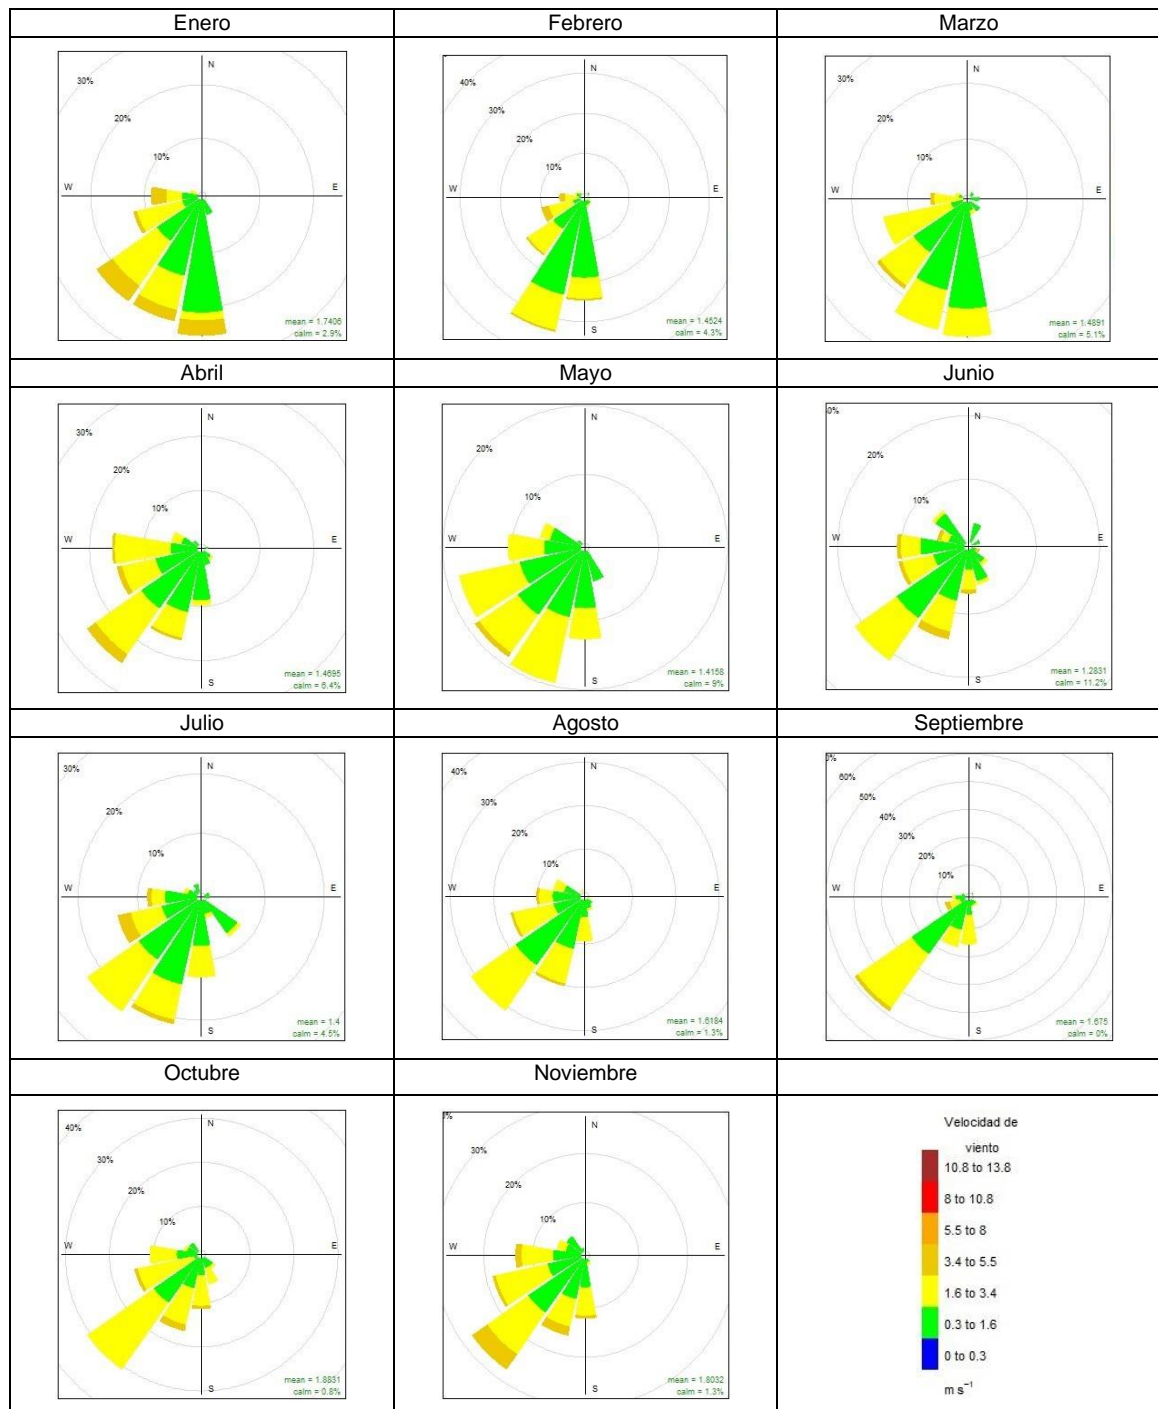 Enero Febrero Marzo
30%
20%
10%
N
W
E
mean = 1.7406
calm = 2.9%
40%
30%
20%
10%
N
W
E
S
mean = 1.4524
calm = 4.3%
30%
20%
10%
N
W
E
mean = 1.4891
calm = 5.1%
Abril Mayo Junio
30%
20%
10%
N
W
E
S
mean = 1.4695
calm = 6.4%
20%
10%
N
W
E
S
mean = 1.4158
calm = 9%
0%
20%
10%
N
W
E
S
mean = 1.2831
calm = 11.2%
Julio Agosto Septiembre
30%
20%
10%
N
W
E
S
mean = 1.4
calm = 4.5%
40%
30%
20%
10%
N
W
E
S
mean = 1.6184
calm = 1.3%
60%
50%
40%
30%
20%
10%
N
W
E
S
mean = 1.675
calm = 0%
Octubre Noviembre
40%
30%
20%
10%
N
W
E
S
mean = 1.8831
calm = 0.8%
30%
20%
10%
N
W
E
S
mean = 1.8032
calm = 1.3%
Velocidad de
viento
10.8 to 13.8
8 to 10.8
5.5 to 8
3.4 to 5.5
1.6 to 3.4
0.3 to 1.6
0 to 0.3
m s⁻¹